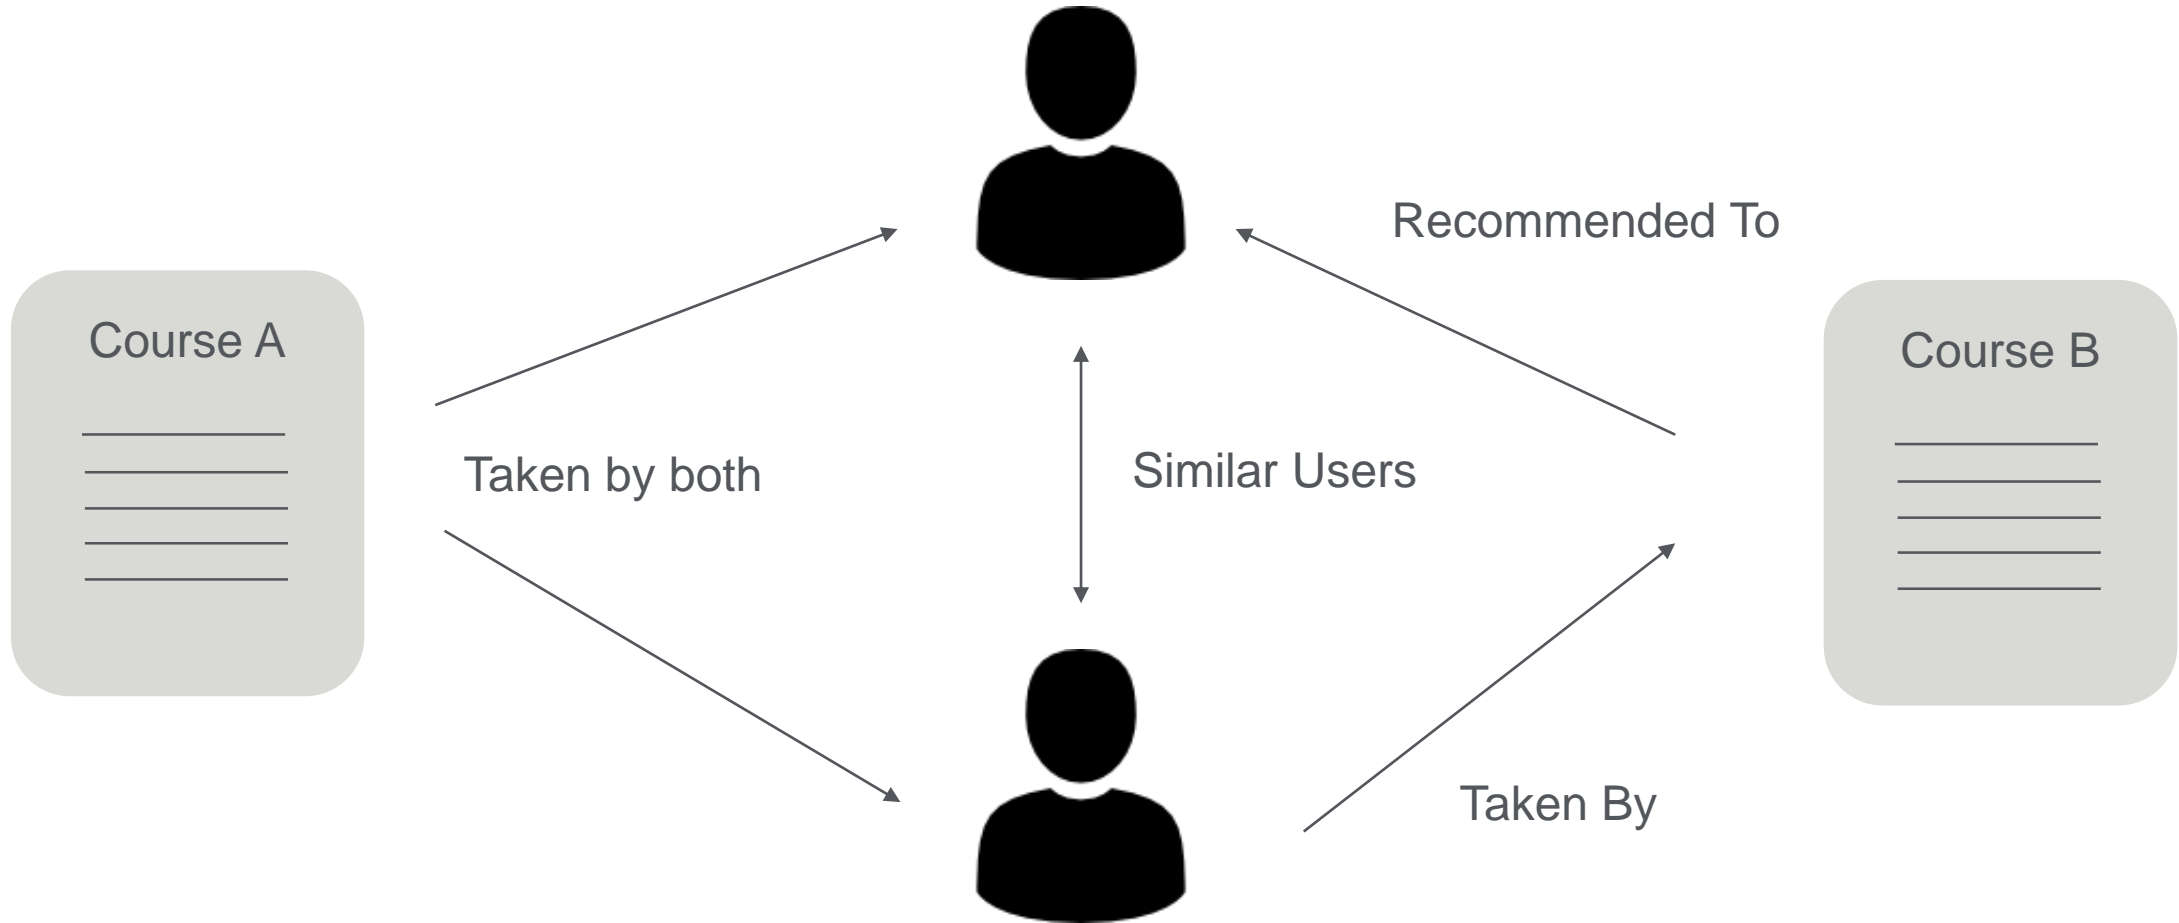 Recommended To
Course A
Course B
Taken by both
Similar Users
Taken By